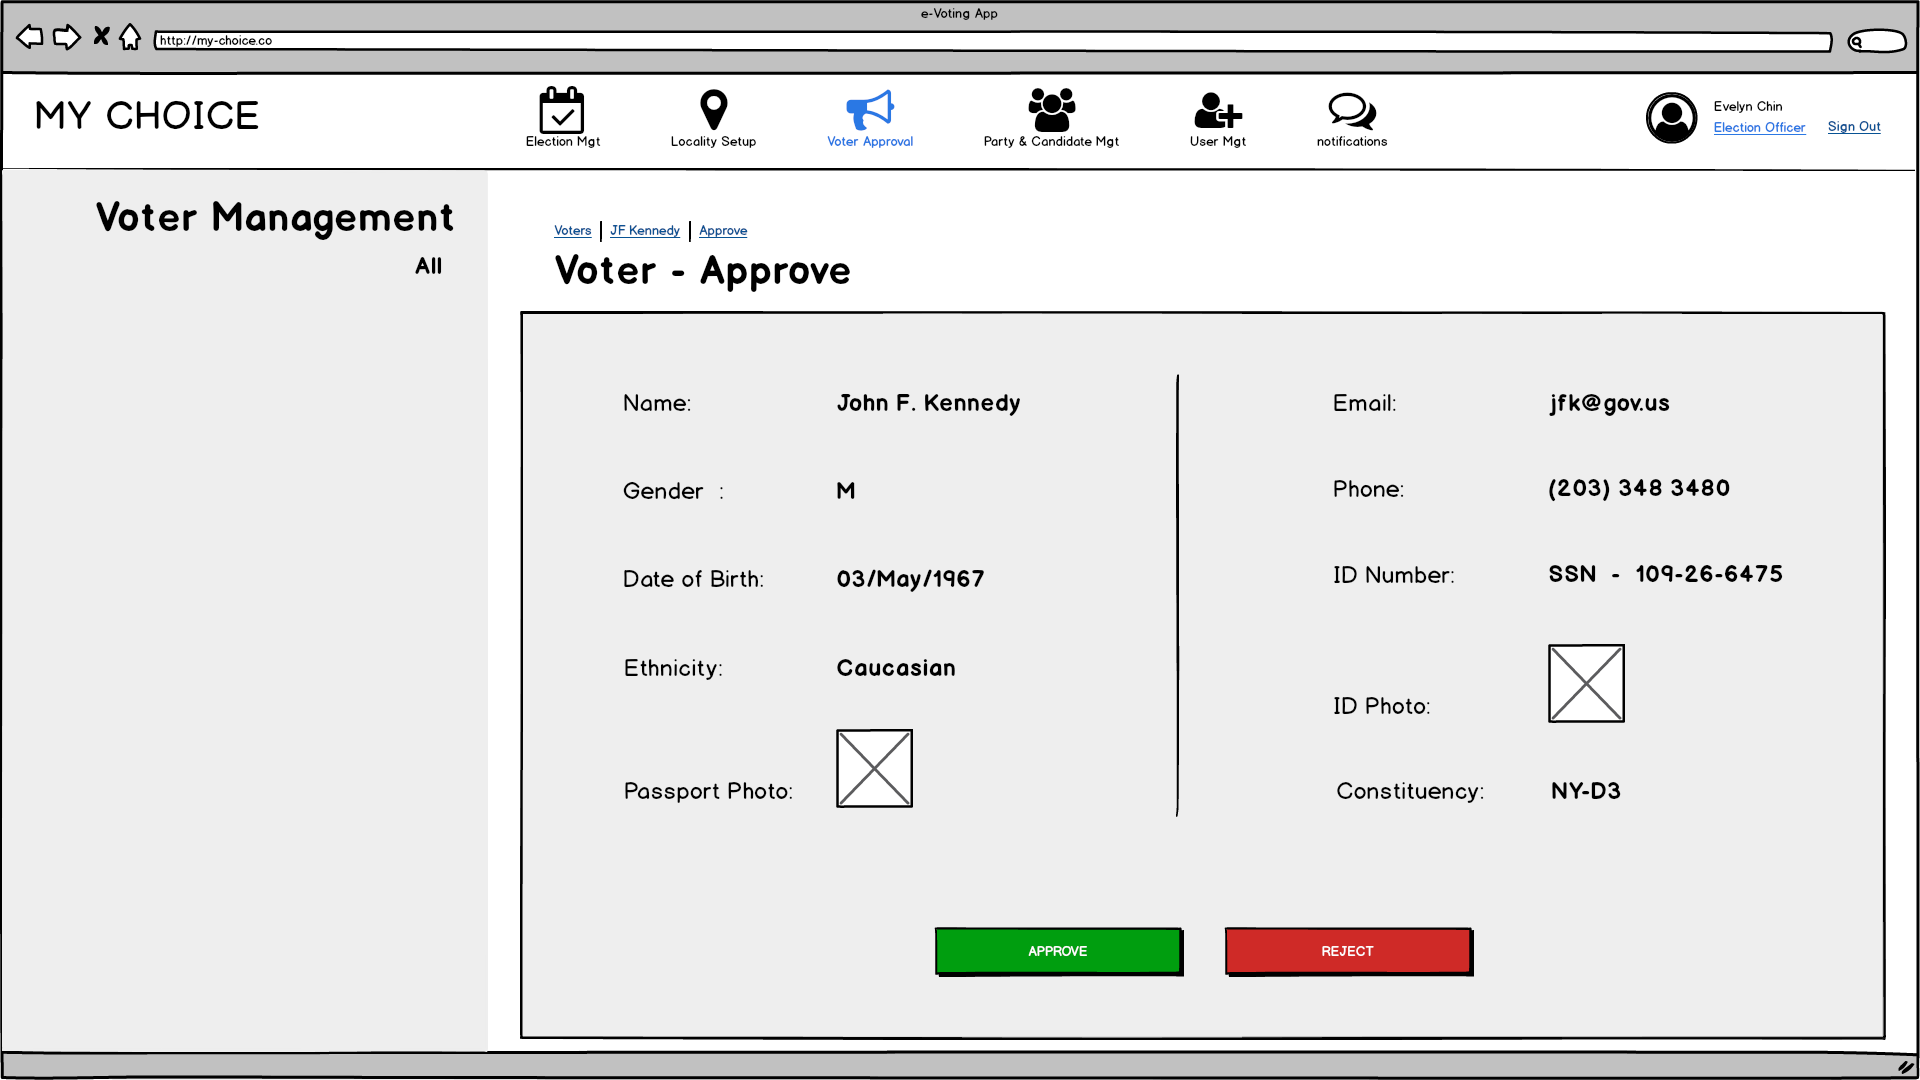 e-Voting App
http://my-choice.co
MY CHOICE
Election Mgt
Locality Setup
Voter Approval
Party & Candidate Mgt
User Mgt
notifications
Evelyn Chin
Election Officer
Sign Out
Voter Management
All
Voters | JF Kennedy | Approve
Voter - Approve
Name: John F. Kennedy
Email: jfk@gov.us
Gender : M
Phone: (203) 348 3480
Date of Birth: 03/May/1967
ID Number: SSN - 109-26-6475
Ethnicity: Caucasian
ID Photo:
Passport Photo:
Constituency: NY-D3
APPROVE
REJECT